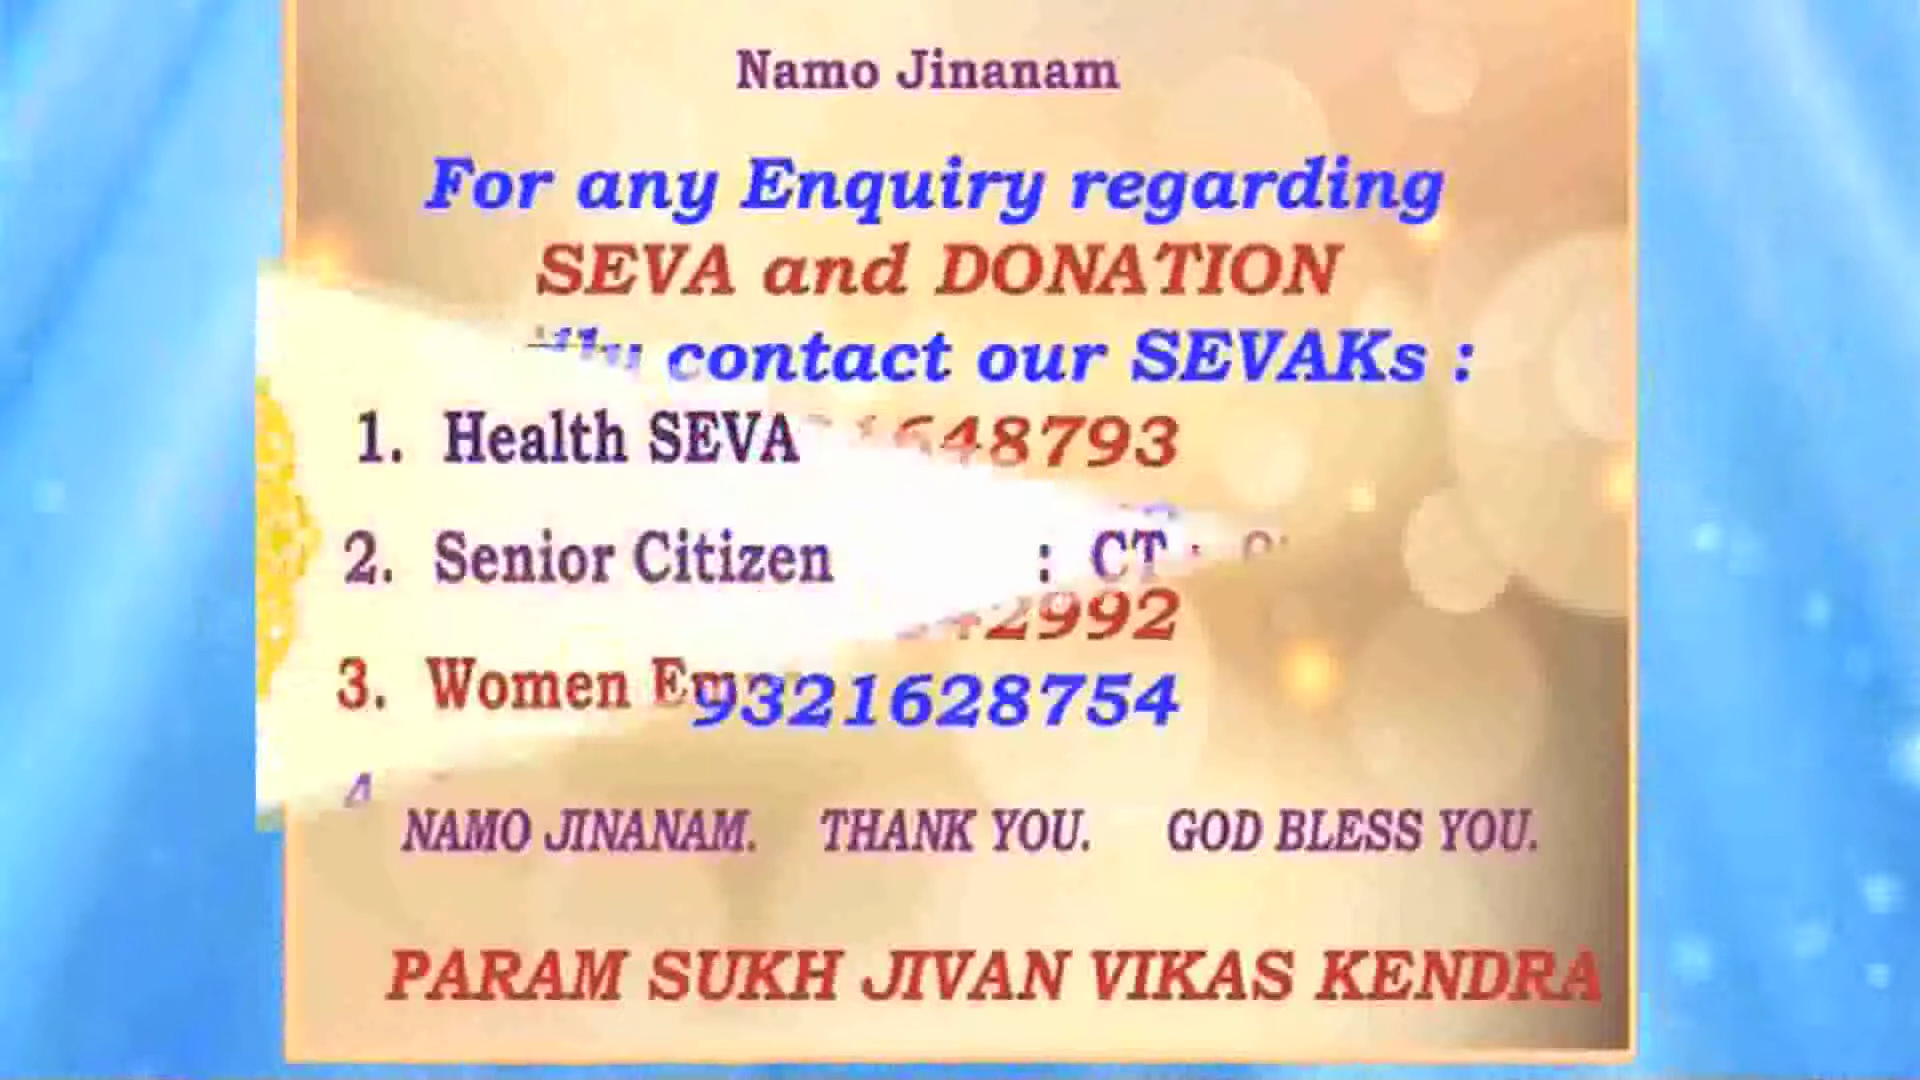 Namo Jinanam
For any Enquiry regarding
SEVA and DONATION
contact our SEVAKs :
1. Health SEVA
2. Senior Citizen : CT :
3. Women
9321628754
NAMO JINANAM. THANK YOU. GOD BLESS YOU.
PARAM SUKH JIVAN VIKAS KENDRA